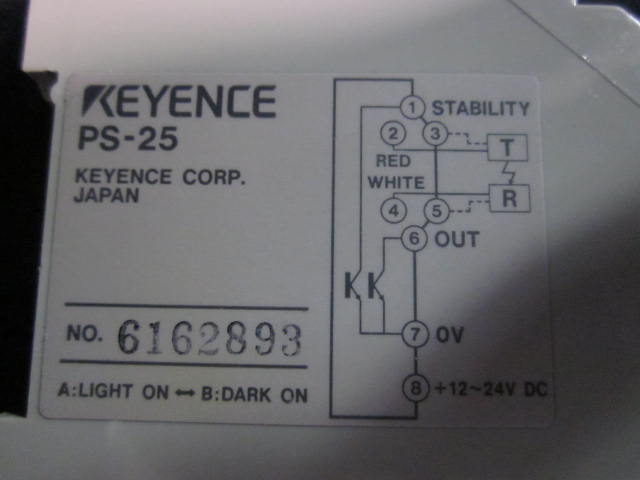 KEYENCE
PS-25
KEYENCE CORP.
JAPAN
NO. 6162893
A:LIGHT ON ↔ B:DARK ON
1 STABILITY
2 3 T
RED
WHITE
R
4 5
6 OUT
7 0V
8 +12~24V DC